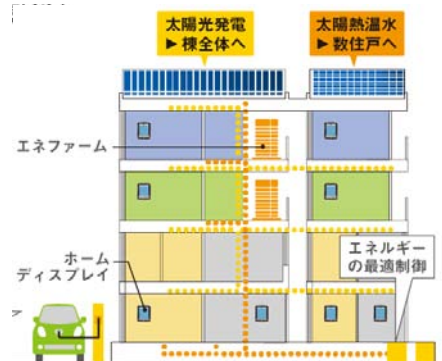 太陽光発電
▶棟全体へ
太陽熱温水
▶数住戸へ
エネファーム
ホーム
ディスプレイ
エネルギー
の最適制御